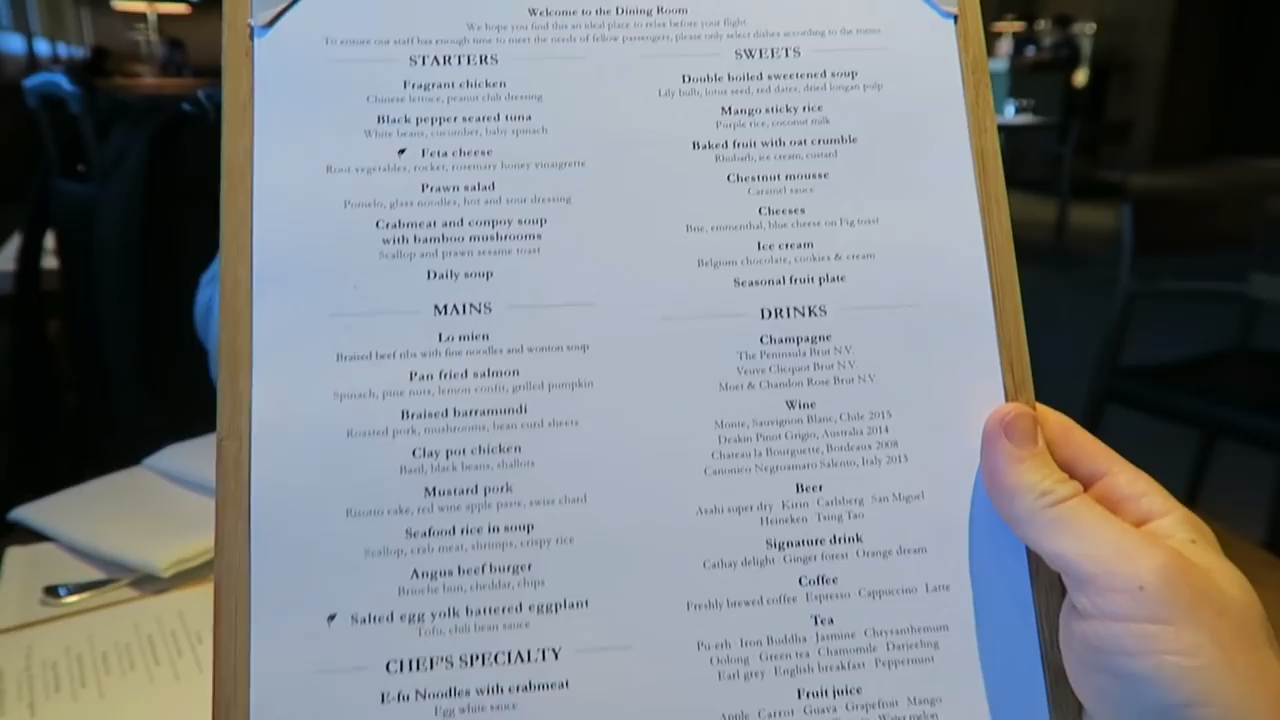 Welcome to the Dining Room
We hope you find this an ideal place to relax before your flight.
To ensure our staff has enough time to meet the needs of fellow passengers, please only select dishes according to the menu.
STARTERS
Fragrant chicken
Chinese lettuce, peanut chili dressing
Black pepper seared tuna
White beans, cucumber, baby spinach
Feta cheese
Root vegetables, rocket, rosemary honey vinaigrette
Prawn salad
Pomelo, glass noodles, hot and sour dressing
Crabmeat and conpoy soup
with bamboo mushrooms
Scallop and prawn sesame toast
Daily soup
MAINS
Lo mien
Braised beef ribs with fine noodles and wonton soup
Pan fried salmon
Spinach, pine nuts, lemon confit, grilled pumpkin
Braised barramundi
Roasted pork, mushrooms, bean curd sheets
Clay pot chicken
Basil, black beans, shallots
Mustard pork
Risotto cake, red wine apple paste, swiss chard
Seafood rice in soup
Scallop, crab meat, shrimps, crispy rice
Angus beef burger
Brioche bun, cheddar, chips
Salted egg yolk battered eggplant
Tofu, chili bean sauce
CHEF'S SPECIALTY
E-fu Noodles with crabmeat
Egg white sauce
SWEETS
Double boiled sweetened soup
Lily bulb, lotus seed, red dates, dried longan pulp
Mango sticky rice
Purple rice, coconut milk
Baked fruit with oat crumble
Rhubarb, ice cream, custard
Chestnut mousse
Caramel sauce
Cheeses
Brie, emmenthal, blue cheese on Fig toast
Ice cream
Belgium chocolate, cookies & cream
Seasonal fruit plate
DRINKS
Champagne
The Peninsula Brut N.V.
Veuve Clicquot Brut N.V.
Moet & Chandon Rose Brut N.V.
Wine
Monte, Sauvignon Blanc, Chile 2015
Deakin Pinot Grigio, Australia 2014
Chateau la Bourguette, Bordeaux 2008
Canonico Negroamaro Salento, Italy 2013
Beer
Asahi super dry Kirin Carlsberg San Miguel
Heineken Tsing Tao
Signature drink
Cathay delight Ginger forest Orange dream
Coffee
Freshly brewed coffee Espresso Cappuccino Latte
Tea
Pu-erh Iron Buddha Jasmine Chrysanthemum
Oolong Green tea Chamomile Darjeeling
Earl grey English breakfast Peppermint
Fruit juice
Apple Carrot Guava Grapefruit Mango
Watermelon